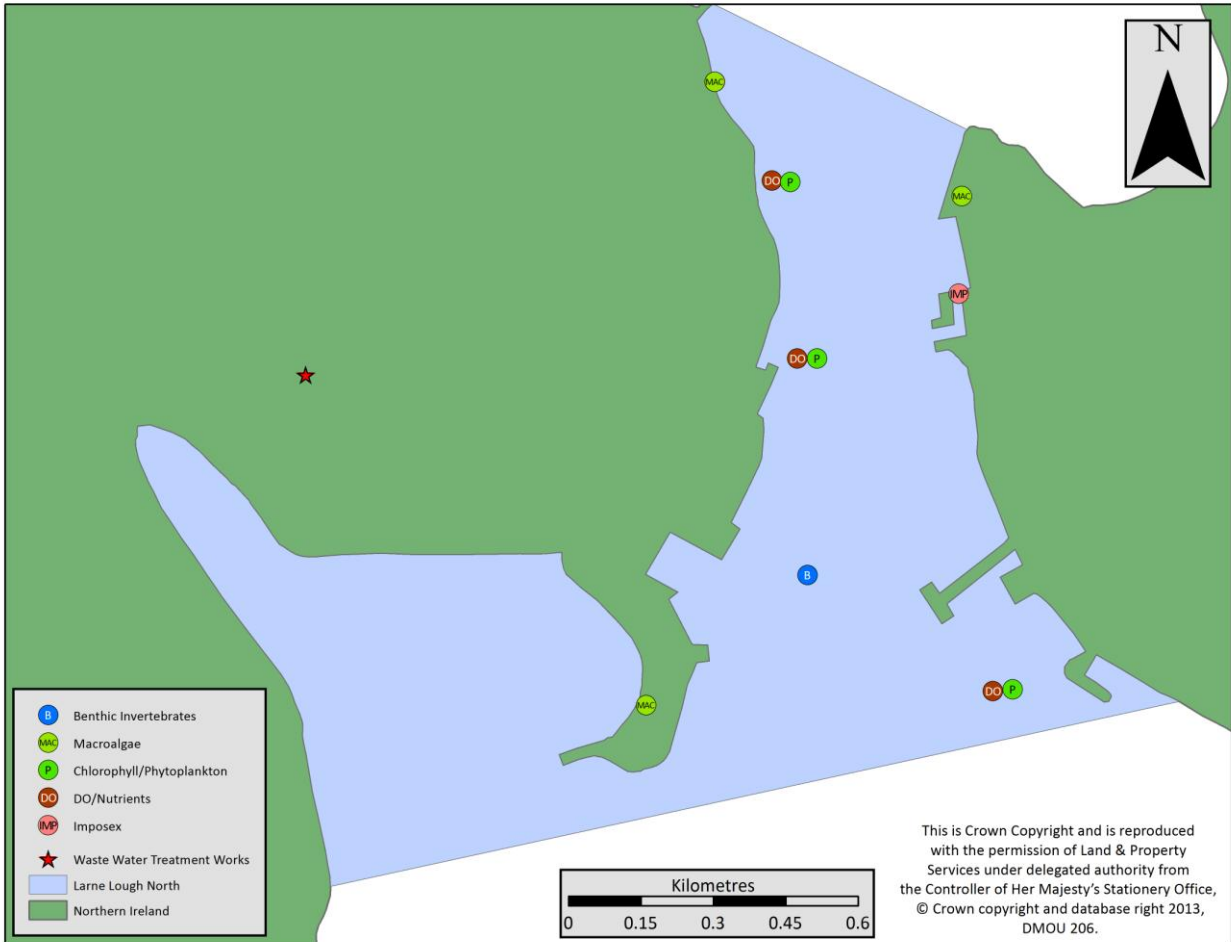 N
MAC
DO P
MAC
IMP
DO P
B
DO P
MAC
B Benthic Invertebrates
MAC Macroalgae
P Chlorophyll/Phytoplankton
DO DO/Nutrients
IMP Imposex
Waste Water Treatment Works
Larne Lough North
Northern Ireland
Kilometres
0 0.15 0.3 0.45 0.6
This is Crown Copyright and is reproduced
with the permission of Land & Property
Services under delegated authority from
the Controller of Her Majesty's Stationery Office,
© Crown copyright and database right 2013,
DMOU 206.